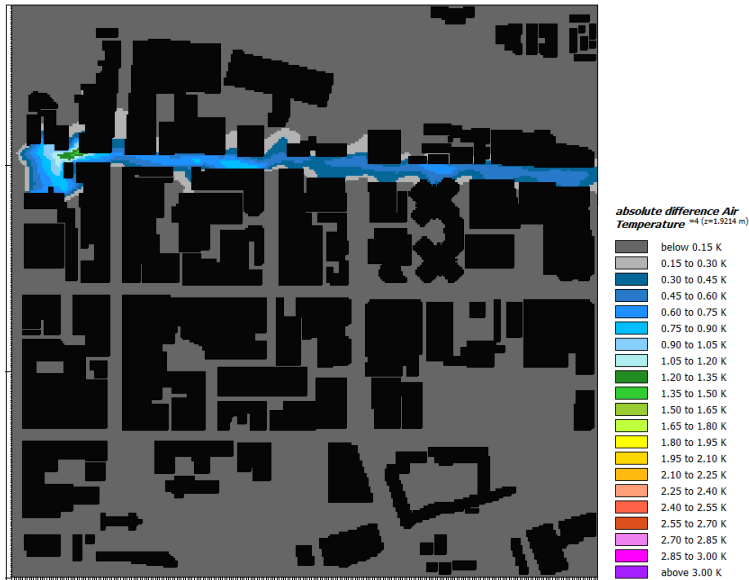 absolute difference Air
Temperature =4 (z=1.9214 m)
below 0.15 K
0.15 to 0.30 K
0.30 to 0.45 K
0.45 to 0.60 K
0.60 to 0.75 K
0.75 to 0.90 K
0.90 to 1.05 K
1.05 to 1.20 K
1.20 to 1.35 K
1.35 to 1.50 K
1.50 to 1.65 K
1.65 to 1.80 K
1.80 to 1.95 K
1.95 to 2.10 K
2.10 to 2.25 K
2.25 to 2.40 K
2.40 to 2.55 K
2.55 to 2.70 K
2.70 to 2.85 K
2.85 to 3.00 K
above 3.00 K